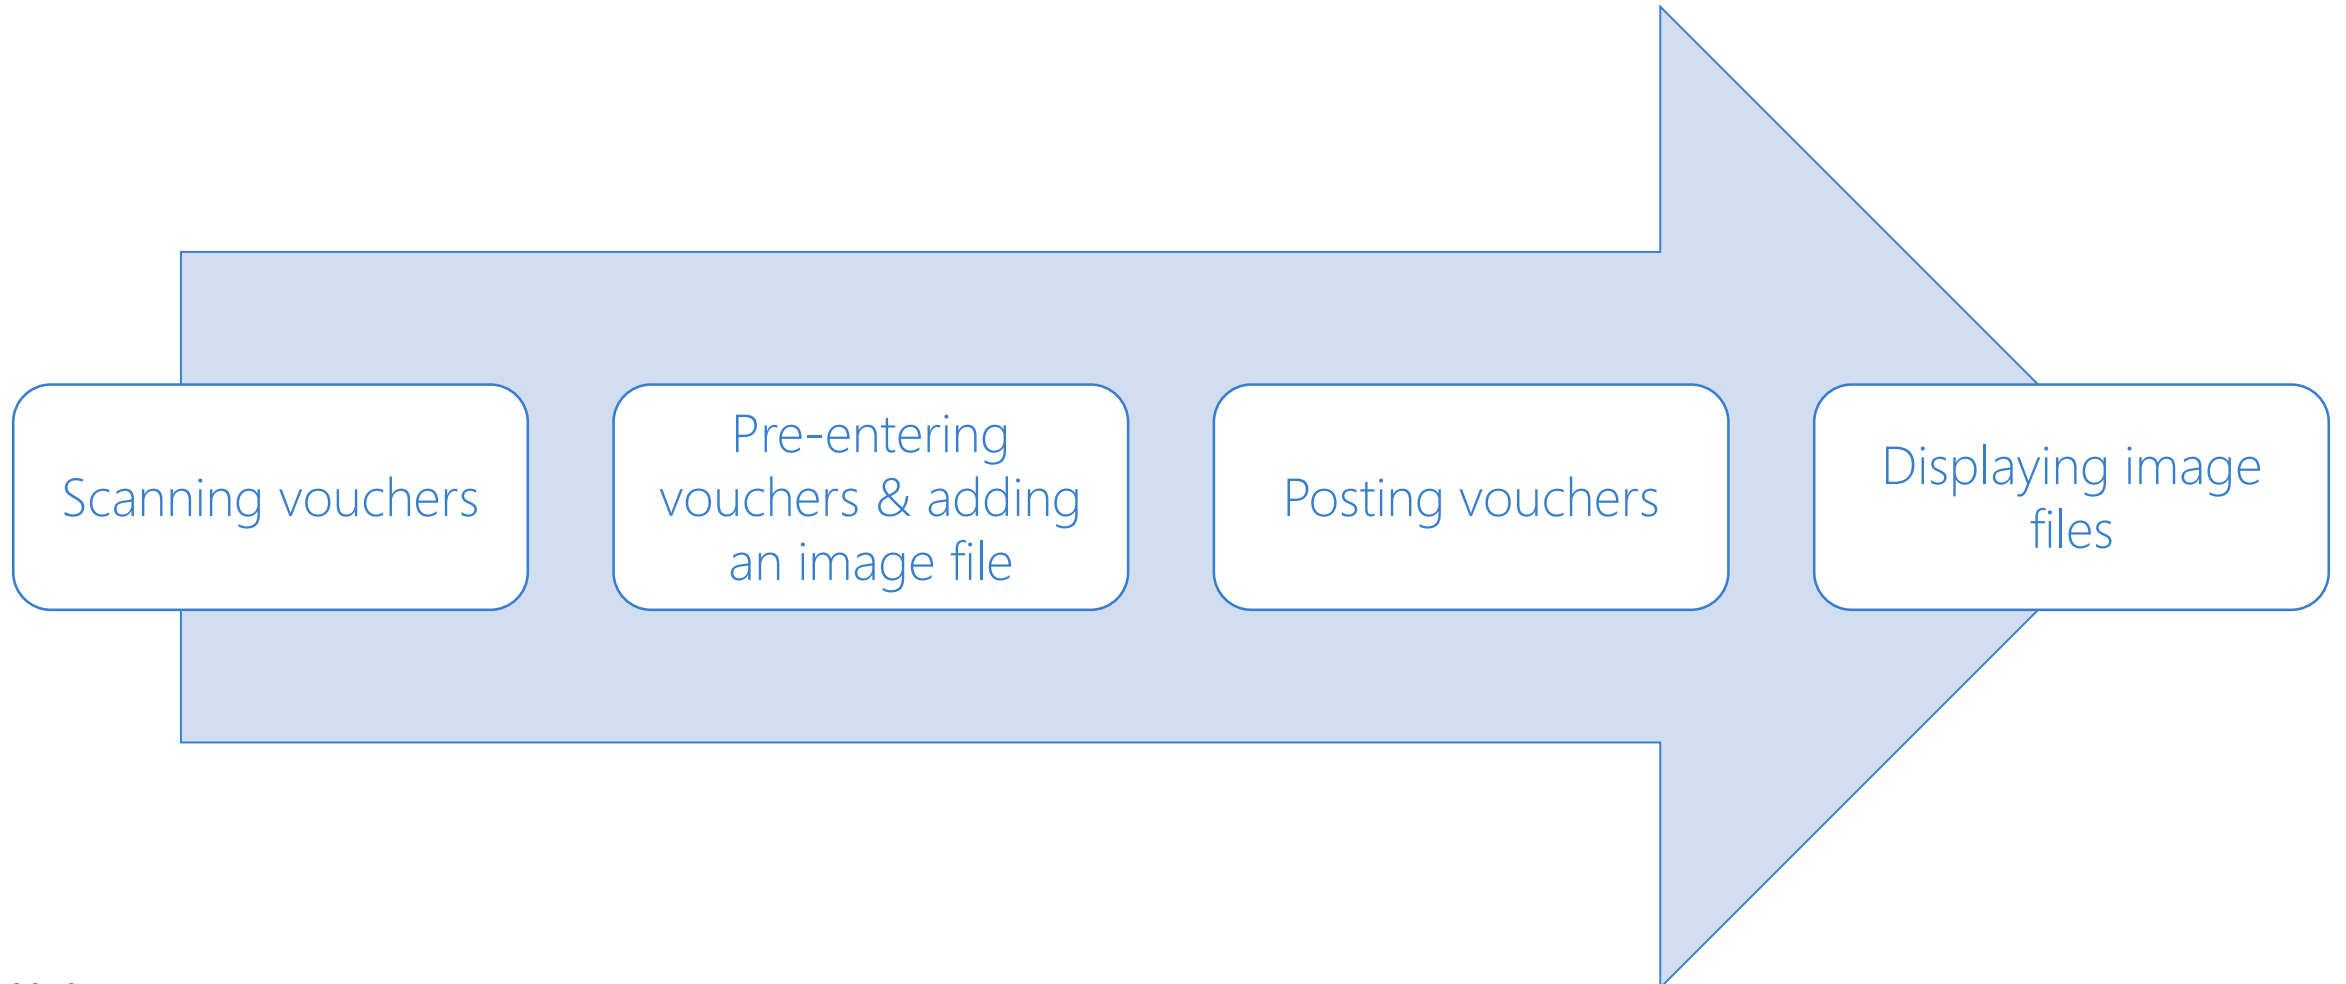 Scanning vouchers
Pre-entering
vouchers & adding
an image file
Posting vouchers
Displaying image
files